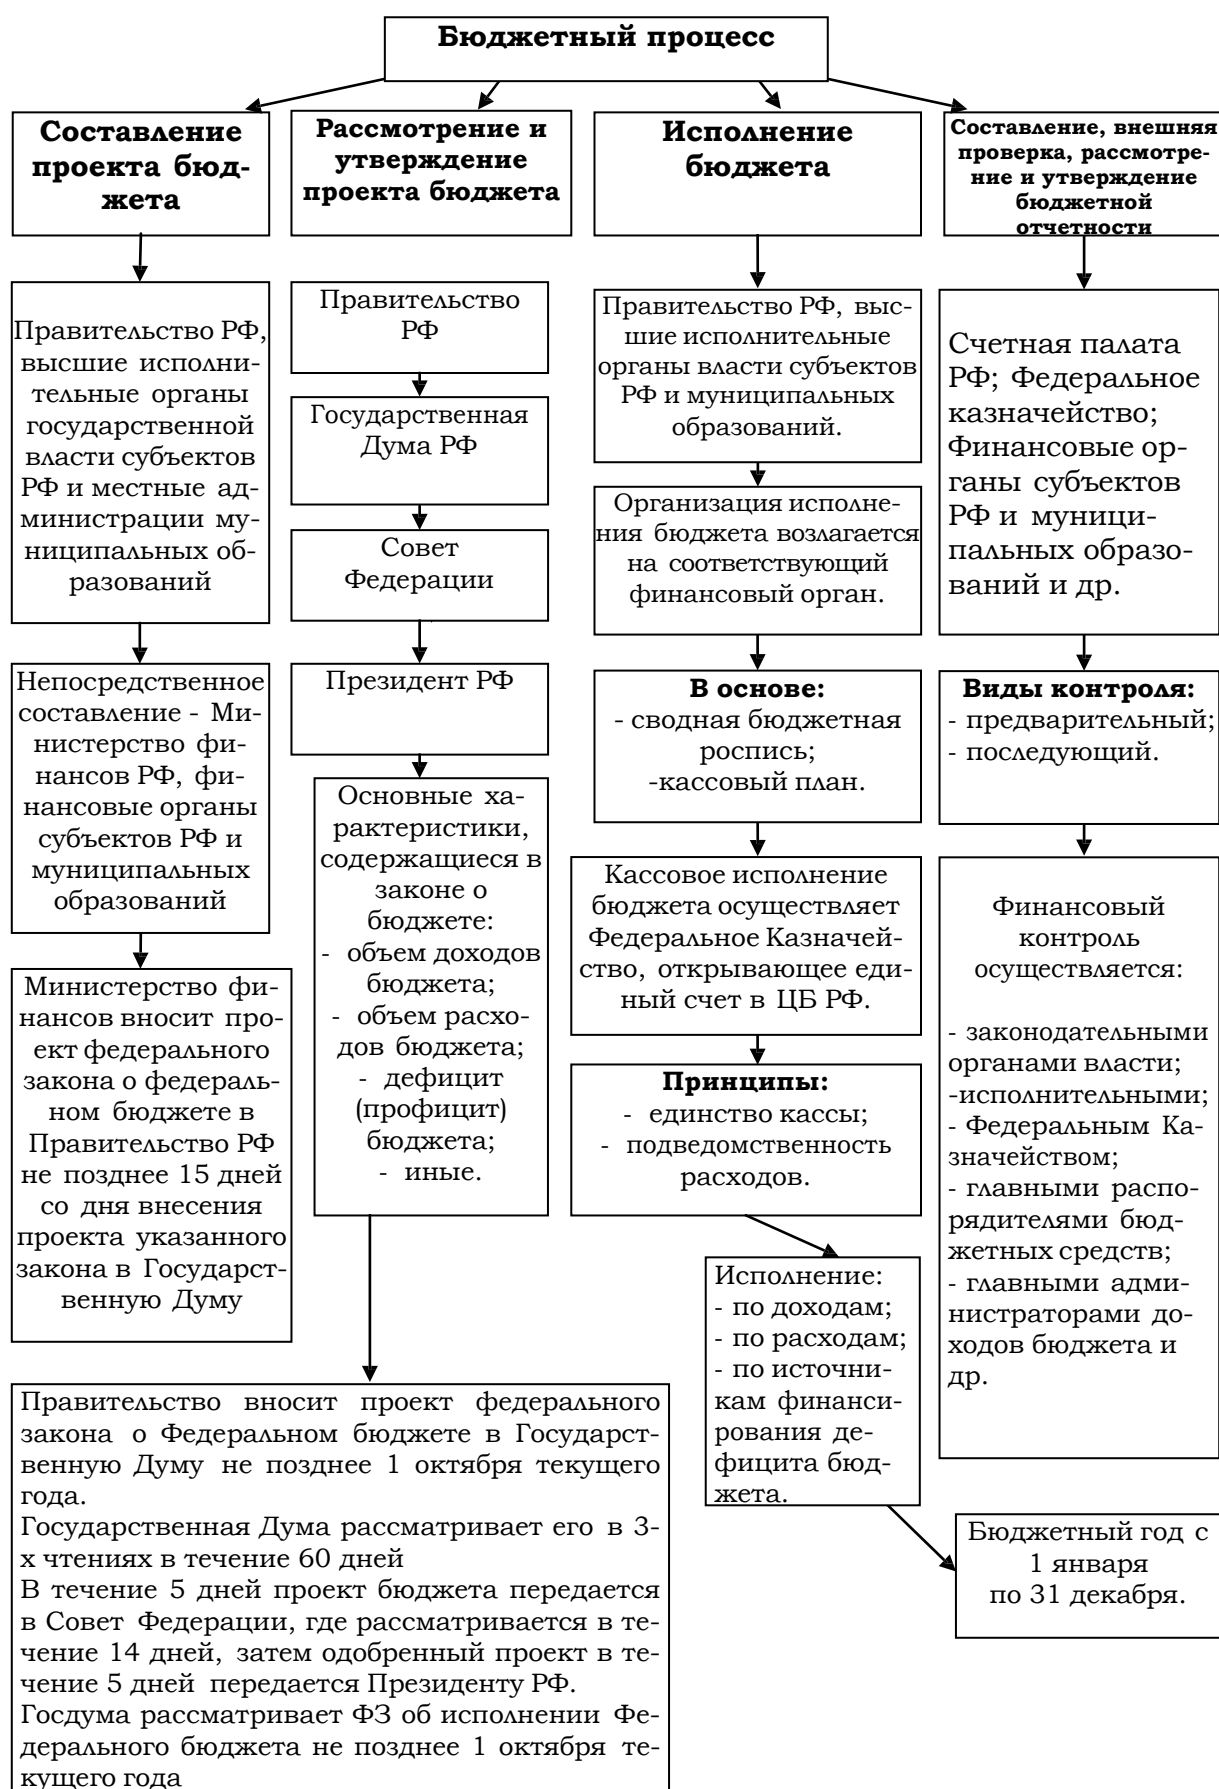 Бюджетный процесс
Составление
проекта бюд-
жета
Рассмотрение и
утверждение
проекта бюджета
Исполнение
бюджета
Составление, внешняя
проверка, рассмотре-
ние и утверждение
бюджетной
отчетности
Правительство РФ,
высшие исполни-
тельные органы
государственной
власти субъектов
РФ и местные ад-
министрации му-
ниципальных об-
разований
Непосредственное
составление - Ми-
нистерство фи-
нансов РФ, фи-
нансовые органы
субъектов РФ и
муниципальных
образований
Министерство фи-
нансов вносит про-
ект федерального
закона о федераль-
ном бюджете в
Правительство РФ
не позднее 15 дней
со дня внесения
проекта указанного
закона в Государст-
венную Думу
Правительство
РФ
Государственная
Дума РФ
Совет
Федерации
Президент РФ
Основные ха-
рактеристики,
содержащиеся в
законе о
бюджете:
- объем доходов
бюджета;
- объем расхо-
дов бюджета;
- дефицит
(профицит)
бюджета;
- иные.
Правительство вносит проект федерального
закона о Федеральном бюджете в Государст-
венную Думу не позднее 1 октября текущего
года.
Государственная Дума рассматривает его в 3-
х чтениях в течение 60 дней
В течение 5 дней проект бюджета передается
в Совет Федерации, где рассматривается в те-
чение 14 дней, затем одобренный проект в те-
чение 5 дней передается Президенту РФ.
Госдума рассматривает ФЗ об исполнении Фе-
дерального бюджета не позднее 1 октября те-
кущего года
Правительство РФ, выс-
шие исполнительные
органы власти субъектов
РФ и муниципальных
образований.
Организация исполне-
ния бюджета возлагается
на соответствующий
финансовый орган.
В основе:
- сводная бюджетная
роспись;
-кассовый план.
Кассовое исполнение
бюджета осуществляет
Федеральное Казначей-
ство, открывающее еди-
ный счет в ЦБ РФ.
Принципы:
- единство кассы;
- подведомственность
расходов.
Исполнение:
- по доходам;
- по расходам;
- по источни-
кам финанси-
рования де-
фицита бюд-
жета.
Бюджетный год с
1 января
по 31 декабря.
Счетная палата
РФ; Федеральное
казначейство;
Финансовые ор-
ганы субъектов
РФ и муници-
пальных образо-
ваний и др.
Виды контроля:
- предварительный;
- последующий.
Финансовый
контроль
осуществляется:
- законодательными
органами власти;
-исполнительными;
- Федеральным Ка-
значейством;
- главными распо-
рядителями бюд-
жетных средств;
- главными адми-
нистраторами до-
ходов бюджета и
др.